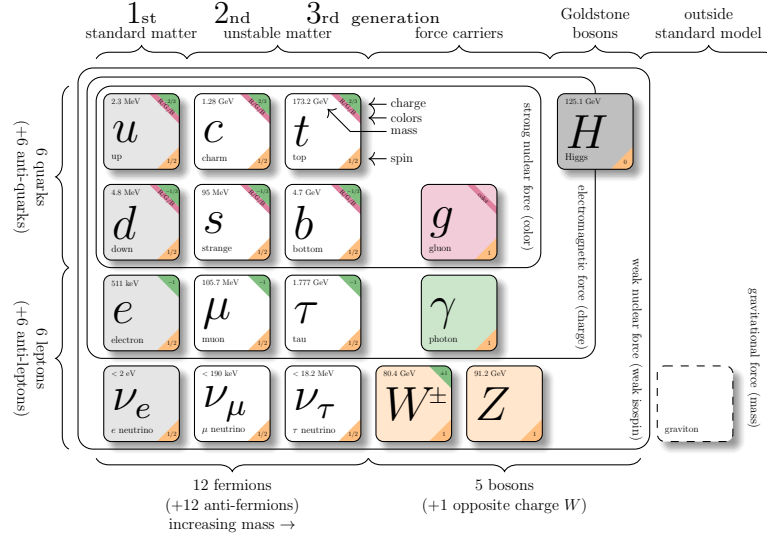 1st 2nd 3rd generation
standard matter unstable matter force carriers
Goldstone
bosons
outside
standard model
6 quarks
(+6 anti-quarks)
6 leptons
(+6 anti-leptons)
2.3 MeV 2/3
R/G/B
u
up 1/2
1.28 GeV 2/3
R/G/B
c
charm 1/2
173.2 GeV 2/3
R/G/B
t
top 1/2
charge
colors
mass
spin
125.1 GeV
H
Higgs 0
4.8 MeV −1/3
R/G/B
d
down 1/2
95 MeV −1/3
R/G/B
s
strange 1/2
4.7 GeV −1/3
R/G/B
b
bottom 1/2
color
g
gluon 1
511 keV −1
e
electron 1/2
105.7 MeV −1
μ
muon 1/2
1.777 GeV −1
τ
tau 1/2
γ
photon 1
< 2 eV
νe
e neutrino 1/2
< 190 keV
νμ
μ neutrino 1/2
< 18.2 MeV
ντ
τ neutrino 1/2
80.4 GeV ±1
W±
1
91.2 GeV
Z
1
graviton
strong nuclear force (color)
electromagnetic force (charge)
weak nuclear force (weak isospin)
gravitational force (mass)
12 fermions
(+12 anti-fermions)
increasing mass →
5 bosons
(+1 opposite charge W)